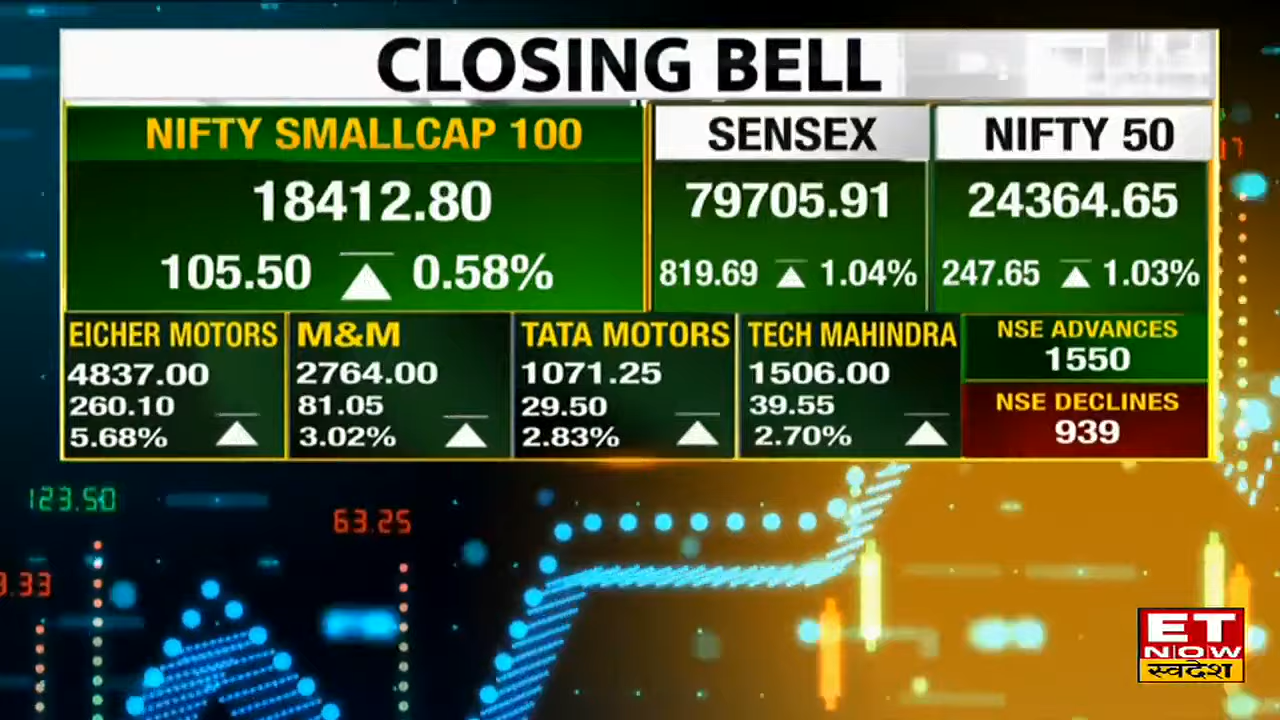 CLOSING BELL
NIFTY SMALLCAP 100
18412.80
105.50 0.58%
SENSEX
79705.91
819.69 1.04%
NIFTY 50
24364.65
247.65 1.03%
EICHER MOTORS
4837.00
260.10
5.68%
M&M
2764.00
81.05
3.02%
TATA MOTORS
1071.25
29.50
2.83%
TECH MAHINDRA
1506.00
39.55
2.70%
NSE ADVANCES
1550
NSE DECLINES
939
123.50
63.25
3.33
ET
NOW
स्वदेश